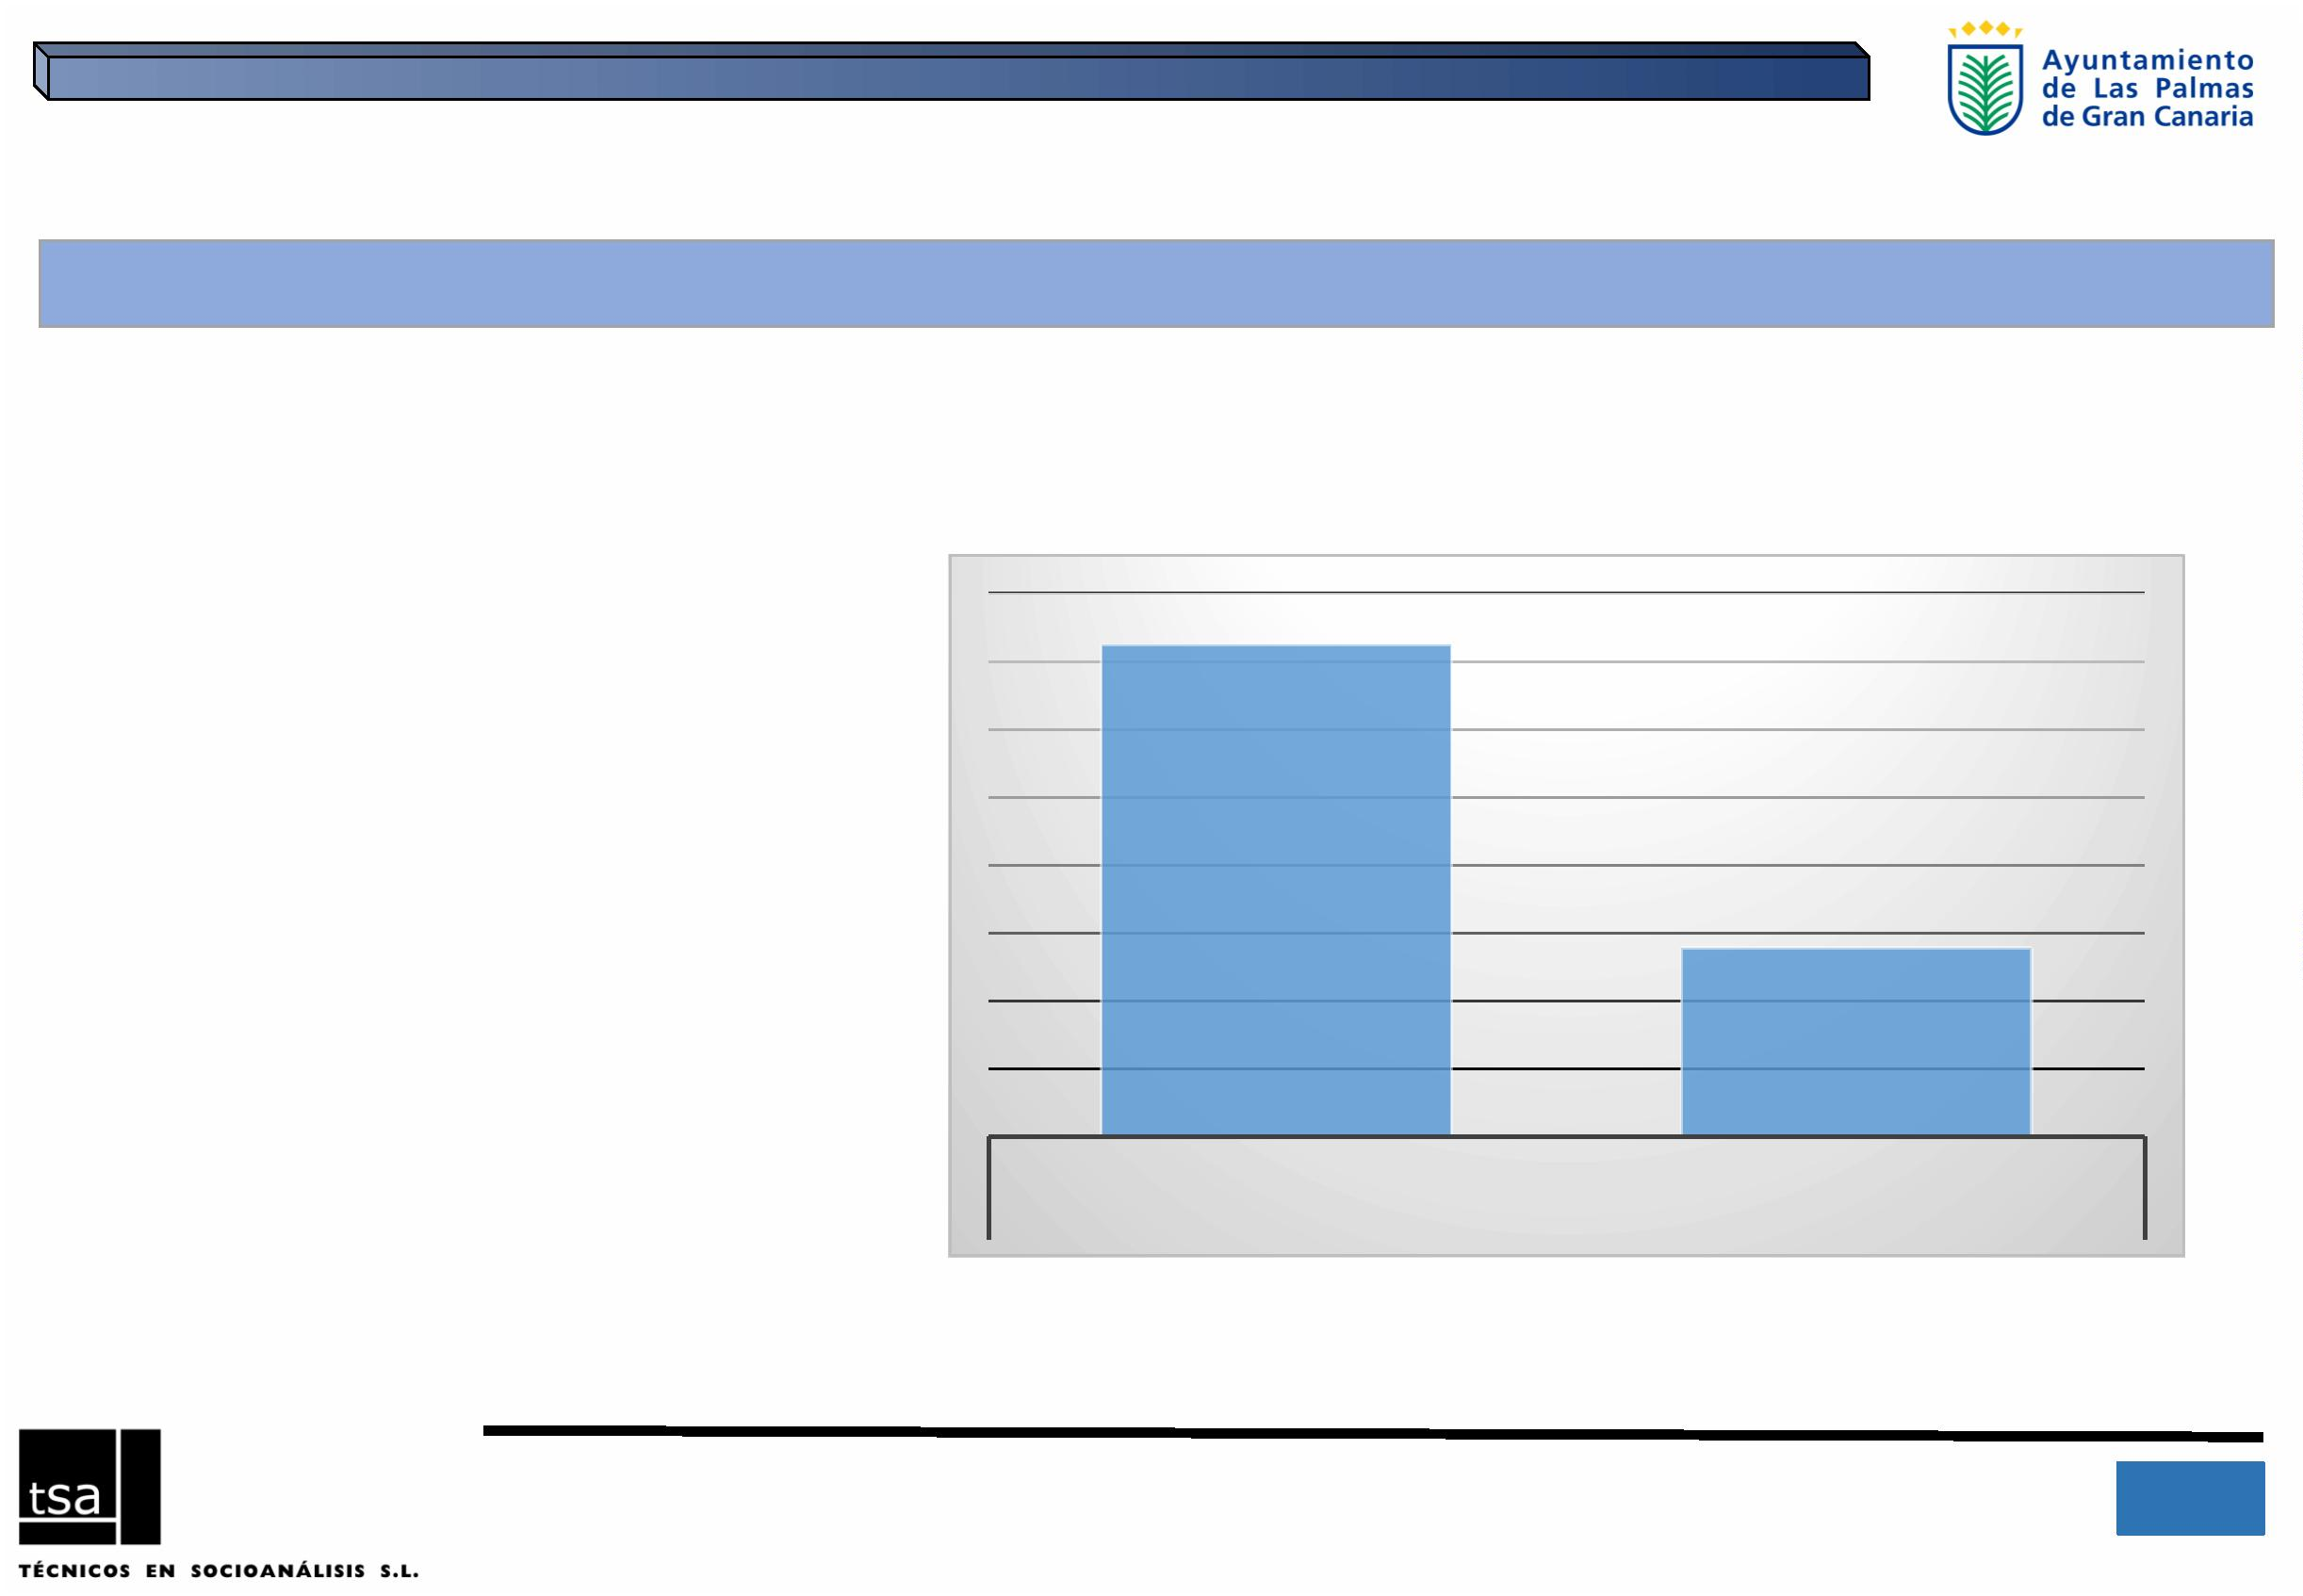 Ayuntamiento
de Las Palmas
de Gran Canaria
tsa
TÉCNICOS EN SOCIOANÁLISIS S.L.